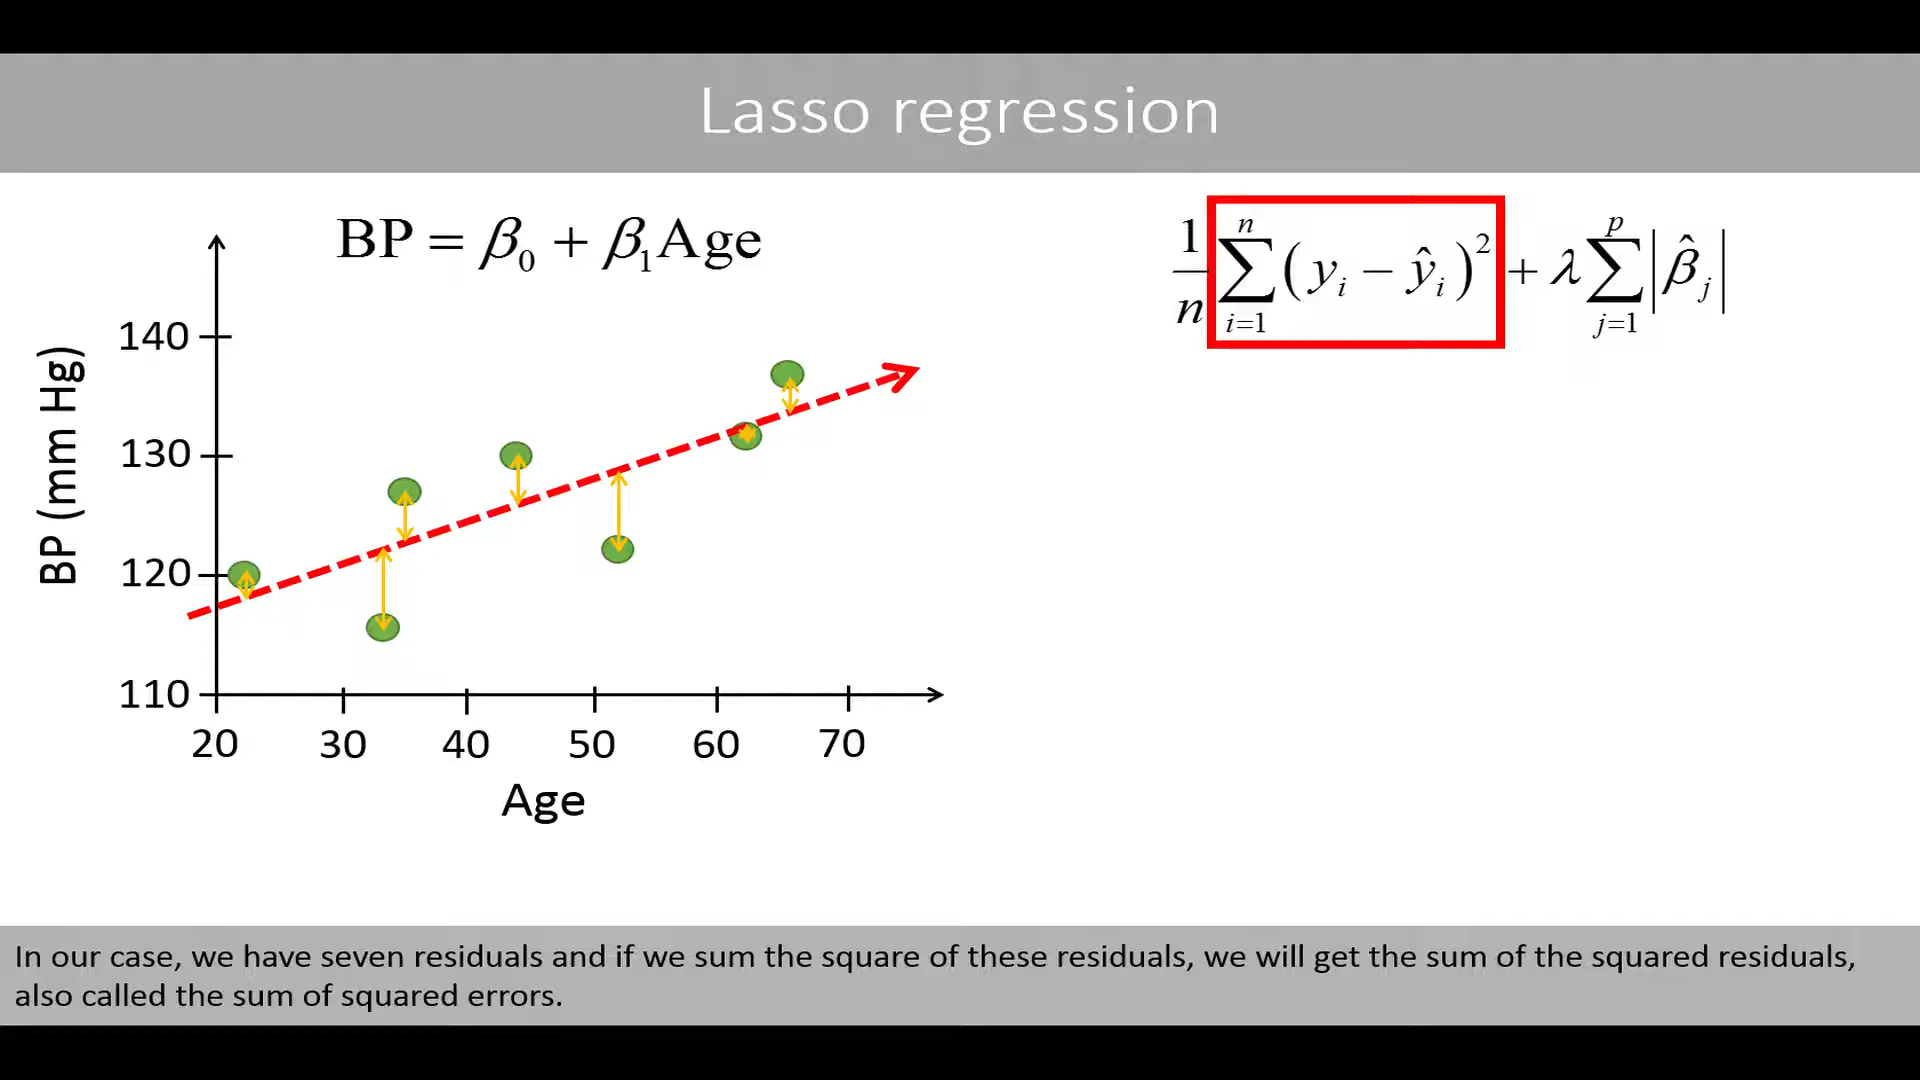 Lasso regression
BP = β₀ + β₁Age
1/n ∑ᵢ₌₁ⁿ (yᵢ − ŷᵢ)² + λ ∑ⱼ₌₁ᵖ |β̂ⱼ|
BP (mm Hg)
140
130
120
110
20 30 40 50 60 70
Age
In our case, we have seven residuals and if we sum the square of these residuals, we will get the sum of the squared residuals,
also called the sum of squared errors.